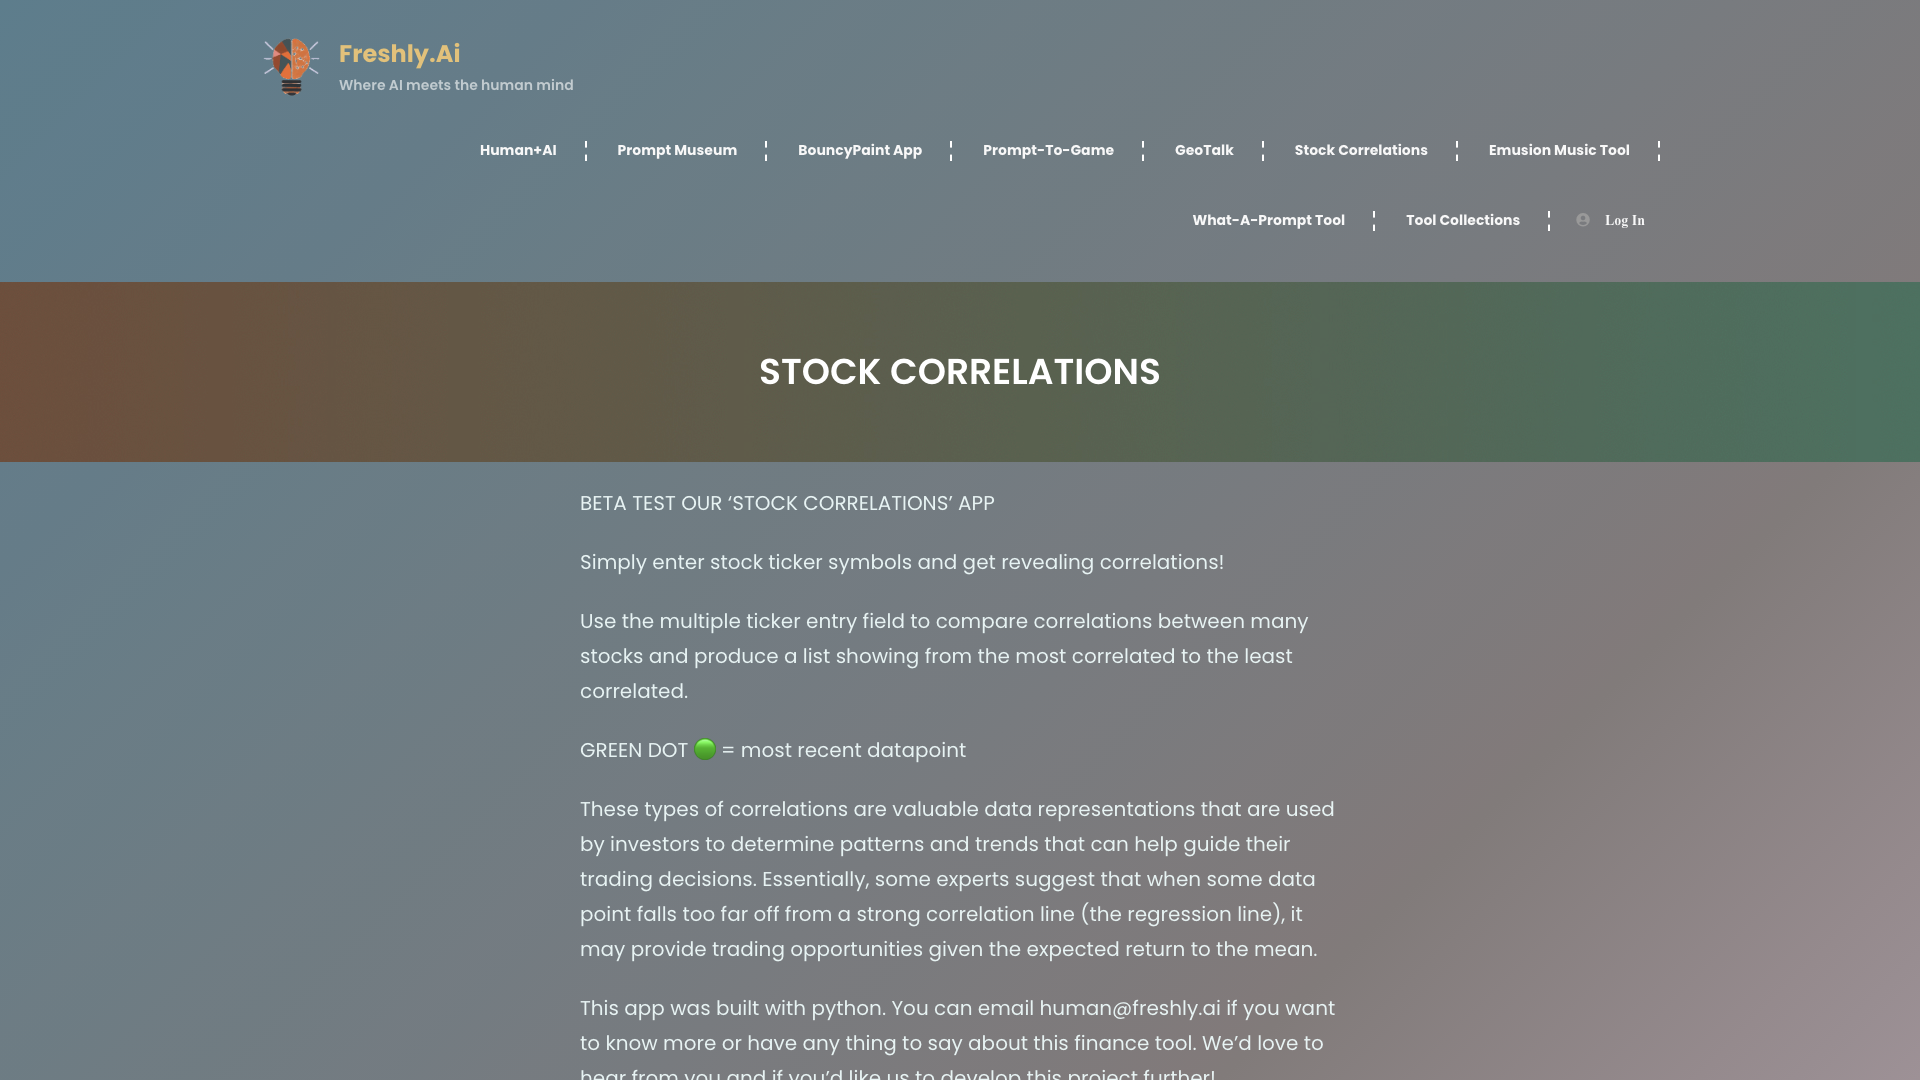 Freshly.Ai
Where AI meets the human mind
Human+AI
Prompt Museum
BouncyPaint App
Prompt-To-Game
GeoTalk
Stock Correlations
Emusion Music Tool
What-A-Prompt Tool
Tool Collections
Log In
STOCK CORRELATIONS
BETA TEST OUR ‘STOCK CORRELATIONS’ APP
Simply enter stock ticker symbols and get revealing correlations!
Use the multiple ticker entry field to compare correlations between many
stocks and produce a list showing from the most correlated to the least
correlated.
GREEN DOT 🟢 = most recent datapoint
These types of correlations are valuable data representations that are used
by investors to determine patterns and trends that can help guide their
trading decisions. Essentially, some experts suggest that when some data
point falls too far off from a strong correlation line (the regression line), it
may provide trading opportunities given the expected return to the mean.
This app was built with python. You can email human@freshly.ai if you want
to know more or have any thing to say about this finance tool. We’d love to
hear from you and if you’d like us to develop this project further!